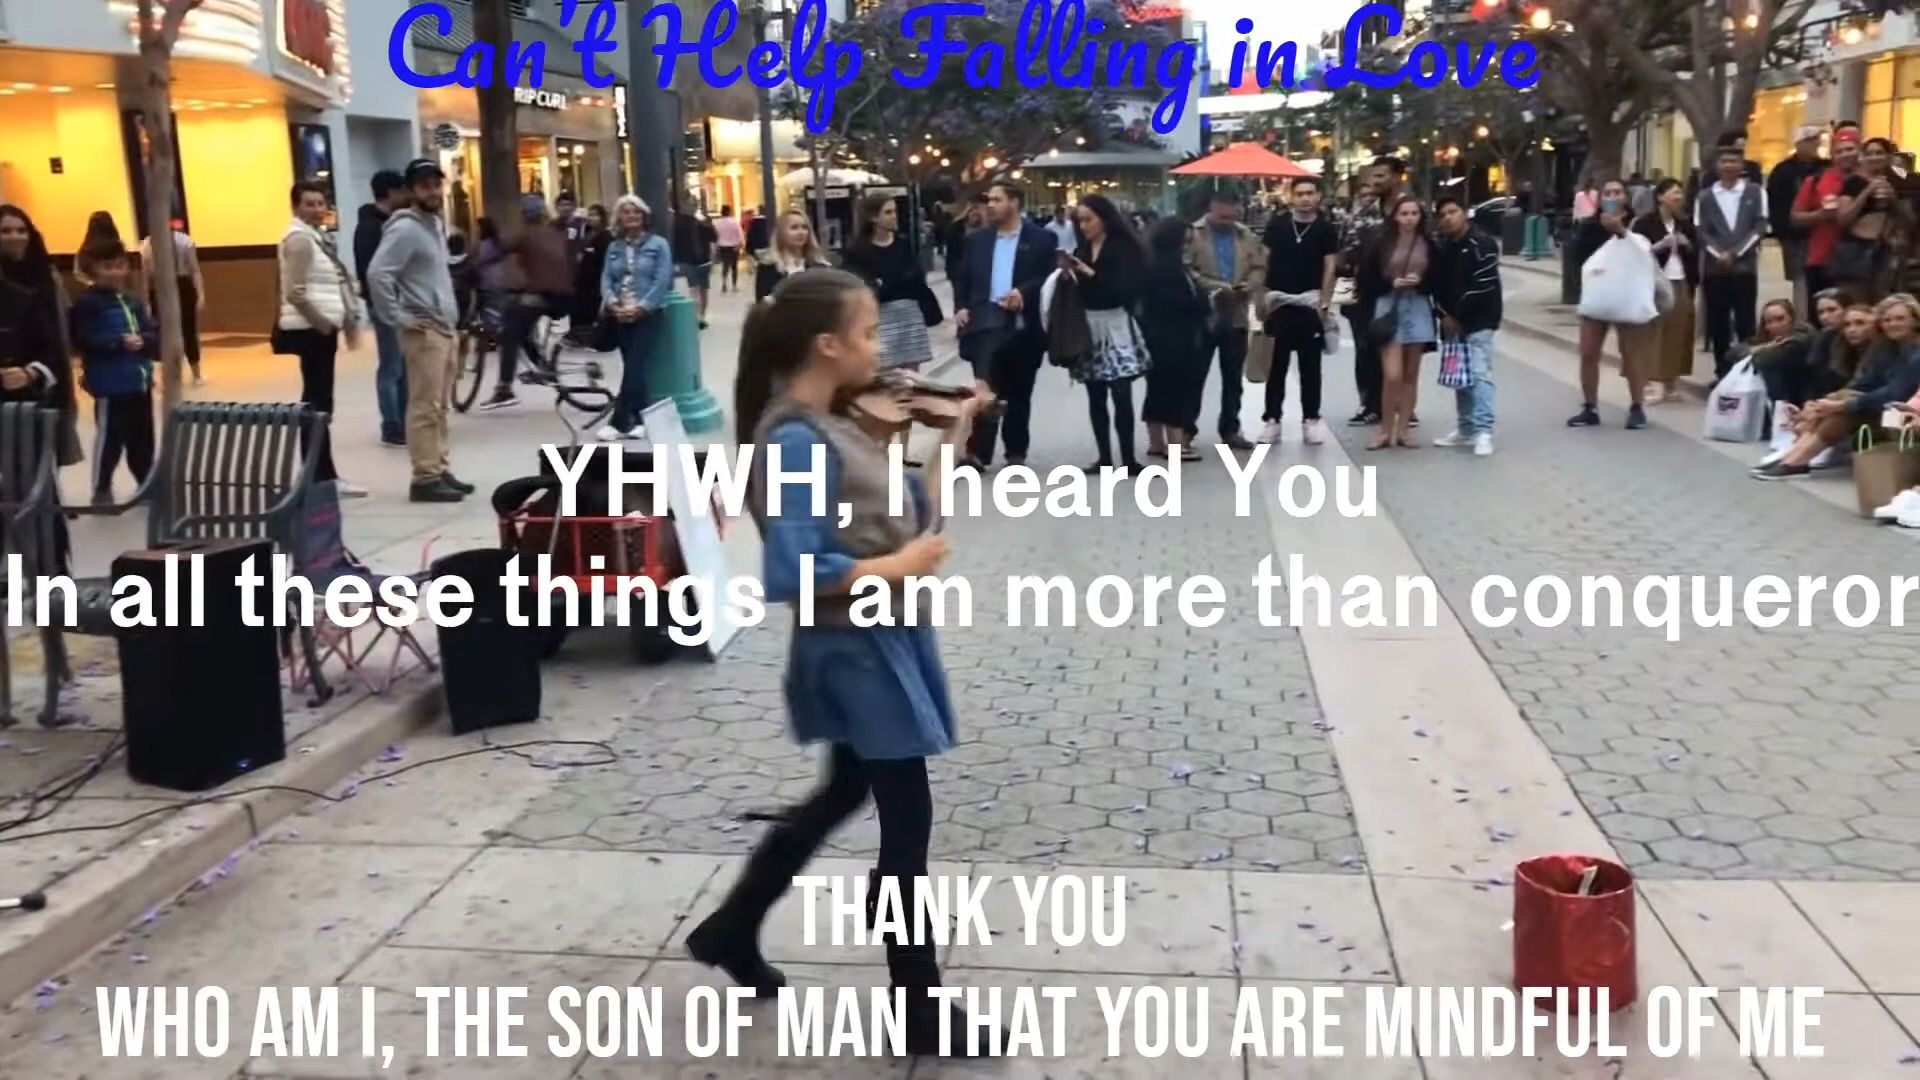 Can't Help Falling in Love
RIPCURL
YHWH, I heard You
In all these things I am more than conqueror
THANK YOU
WHO AM I, THE SON OF MAN THAT YOU ARE MINDFUL OF ME